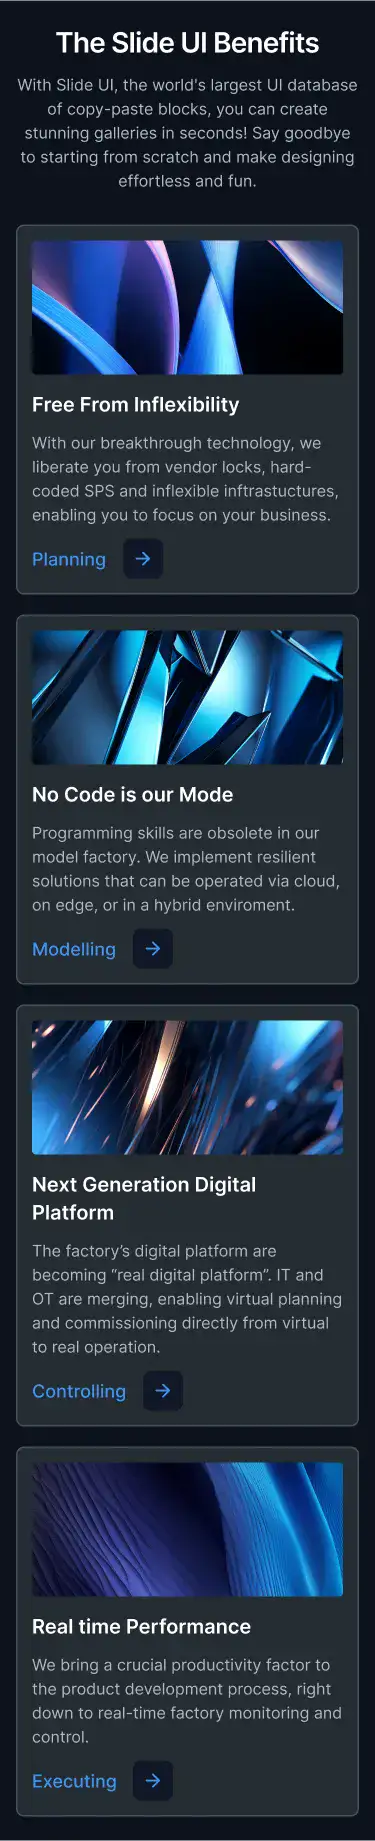 The Slide UI Benefits
With Slide UI, the world's largest UI database
of copy-paste blocks, you can create
stunning galleries in seconds! Say goodbye
to starting from scratch and make designing
effortless and fun.
Free From Inflexibility
With our breakthrough technology, we
liberate you from vendor locks, hard-
coded SPS and inflexible inftrastuctures,
enabling you to focus on your business.
Planning
No Code is our Mode
Programming skills are obsolete in our
model factory. We implement resilient
solutions that can be operated via cloud,
on edge, or in a hybrid enviroment.
Modelling
Next Generation Digital
Platform
The factory’s digital platform are
becoming “real digital platform”. IT and
OT are merging, enabling virtual planning
and commissioning directly from virtual
to real operation.
Controlling
Real time Performance
We bring a crucial productivity factor to
the product development process, right
down to real-time factory monitoring and
control.
Executing